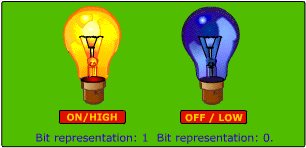 ON/HIGH OFF / LOW
Bit representation: 1 Bit representation: 0.